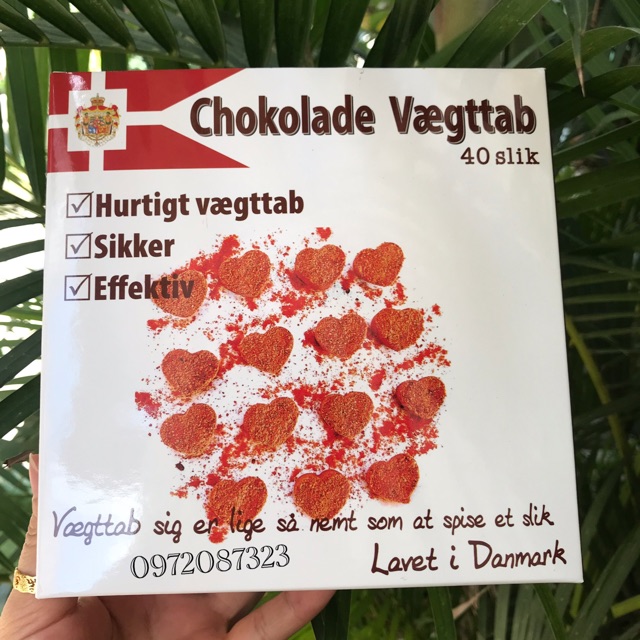 Chokolade Vægttab
40 slik
Hurtigt vægttab
Sikker
Effektiv
Vægttab sig er lige så nemt som at spise et slik
0972087323
Lavet i Danmark